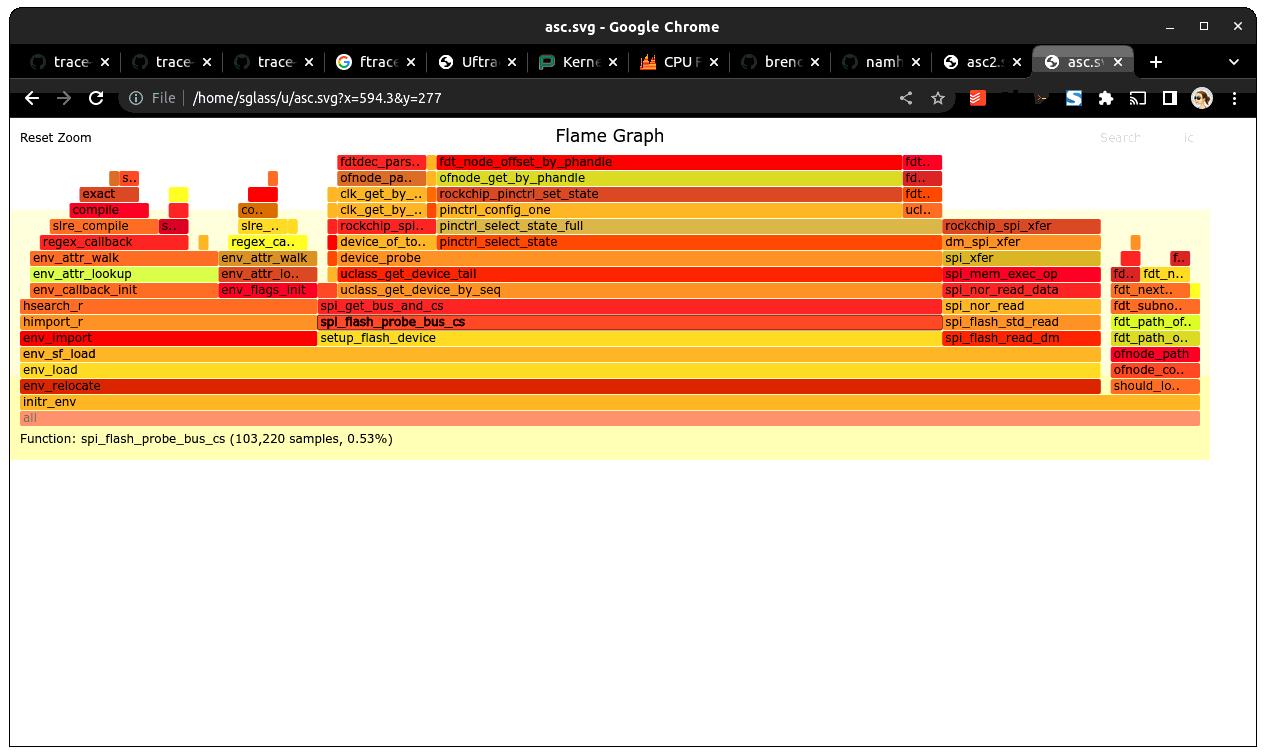 asc.svg - Google Chrome
trace- trace- trace- ftrace Uftra Kerne CPU F brenc namh asc2.s asc.sv
File /home/sglass/u/asc.svg?x=594.3&y=277
Reset Zoom Flame Graph Search ic
fdtdec_pars.. fdt_node_offset_by_phandle fdt..
s.. ofnode_pa.. ofnode_get_by_phandle fd..
exact clk_get_by_.. rockchip_pinctrl_set_state fdt..
compile co.. clk_get_by_.. pinctrl_config_one ucl..
slre_compile s.. slre_.. rockchip_spi.. pinctrl_select_state_full rockchip_spi_xfer
regex_callback regex_ca.. device_of_to.. pinctrl_select_state dm_spi_xfer
env_attr_walk env_attr_walk device_probe spi_xfer f..
env_attr_lookup env_attr_lo.. uclass_get_device_tail spi_mem_exec_op fd.. fdt_n..
env_callback_init env_flags_init uclass_get_device_by_seq spi_nor_read_data fdt_next..
hsearch_r spi_get_bus_and_cs spi_nor_read fdt_subno..
himport_r spi_flash_probe_bus_cs spi_flash_std_read fdt_path_of..
env_import setup_flash_device spi_flash_read_dm fdt_path_o..
env_sf_load ofnode_path
env_load ofnode_co..
env_relocate should_lo..
initr_env
all
Function: spi_flash_probe_bus_cs (103,220 samples, 0.53%)